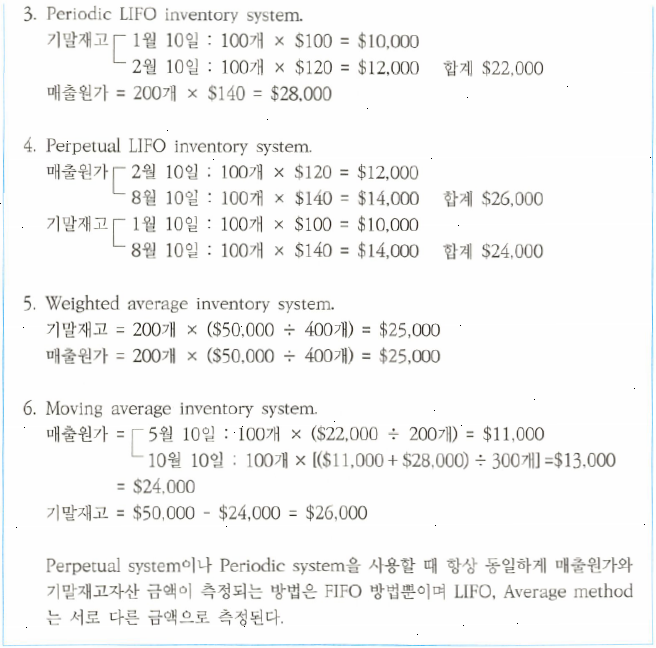 3. Periodic LIFO inventory system.
기말재고 1월 10일 : 100개 × $100 = $10,000
2월 10일 : 100개 × $120 = $12,000 합계 $22,000
매출원가 = 200개 × $140 = $28,000
4. Perpetual LIFO inventory system.
매출원가 2월 10일 : 100개 × $120 = $12,000
8월 10일 : 100개 × $140 = $14,000 합계 $26,000
기말재고 1월 10일 : 100개 × $100 = $10,000
8월 10일 : 100개 × $140 = $14,000 합계 $24,000
5. Weighted average inventory system.
기말재고 = 200개 × ($50,000 ÷ 400개) = $25,000
매출원가 = 200개 × ($50,000 ÷ 400개) = $25,000
6. Moving average inventory system.
매출원가 = 5월 10일 : 100개 × ($22,000 ÷ 200개) = $11,000
10월 10일 : 100개 × [($11,000 + $28,000) ÷ 300개] =$13,000
= $24,000
기말재고 = $50,000 - $24,000 = $26,000
Perpetual system이나 Periodic system을 사용할 때 항상 동일하게 매출원가와
기말재고자산 금액이 측정되는 방법은 FIFO 방법뿐이며 LIFO, Average method
는 서로 다른 금액으로 측정된다.